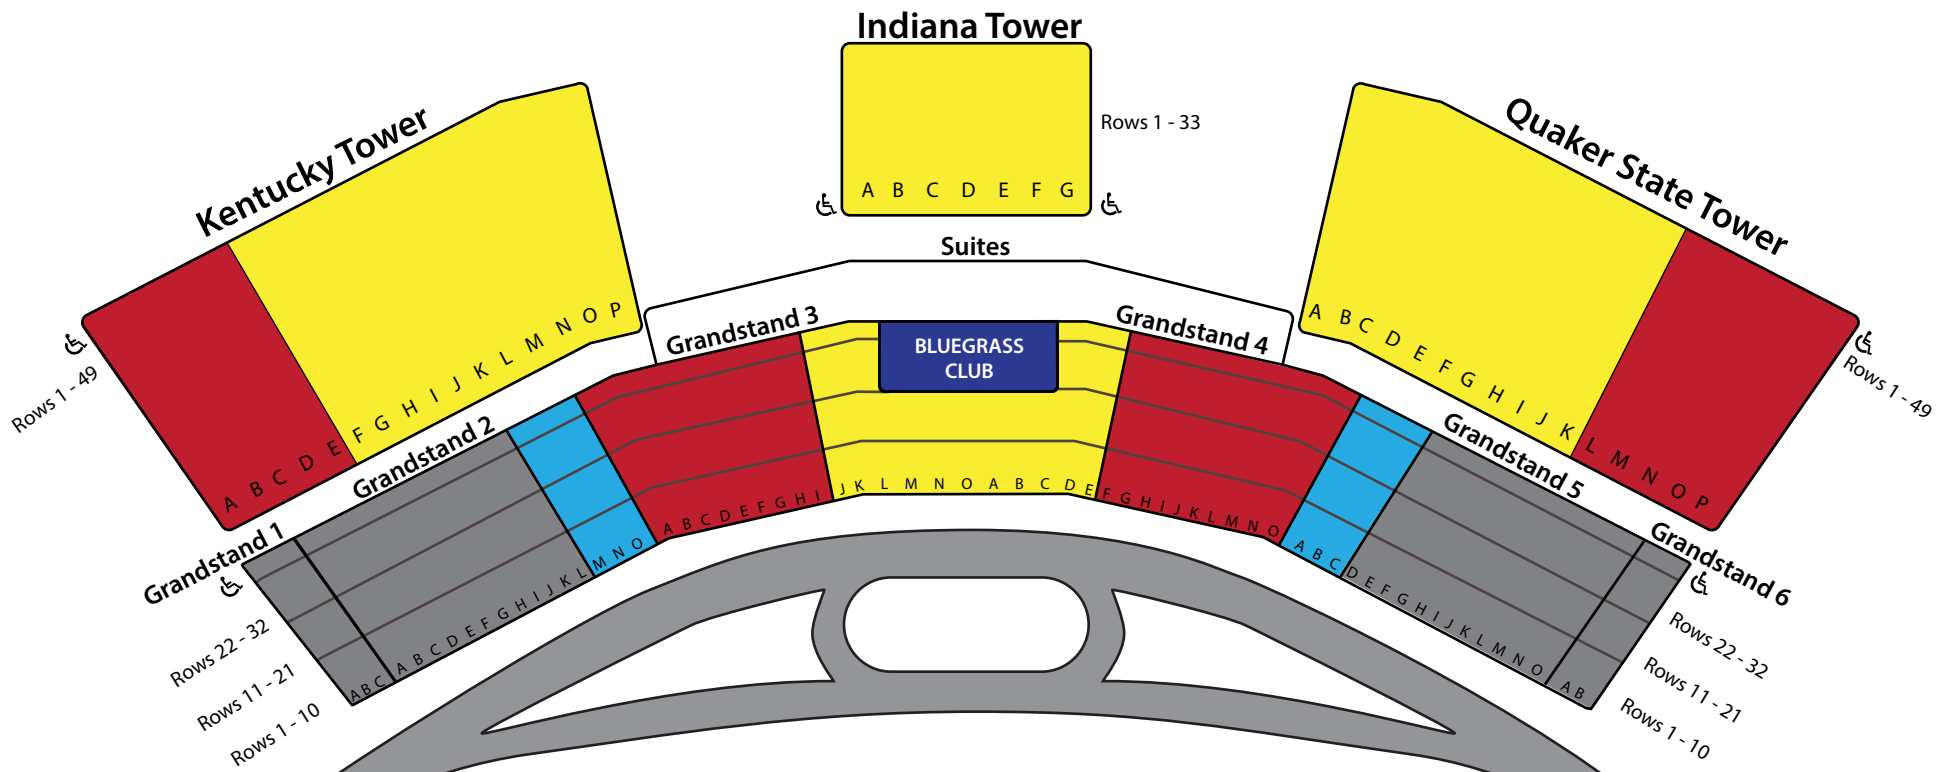 Indiana Tower
Rows 1 - 33
A B C D E F G
Suites
Kentucky Tower
Rows 1 - 49
A B C D E F G H I J K L M N O P
Quaker State Tower
Rows 1 - 49
A B C D E F G H I J K L M N O P
Grandstand 1
A B C
Rows 22 - 32
Rows 11 - 21
Rows 1 - 10
Grandstand 2
A B C D E F G H I J K L M N O
Grandstand 3
A B C D E F G H I J K L M N O
BLUEGRASS
CLUB
Grandstand 4
A B C D E F G H I J K L M N O
Grandstand 5
A B C D E F G H I J K L M N O
Grandstand 6
A B
Rows 22 - 32
Rows 11 - 21
Rows 1 - 10